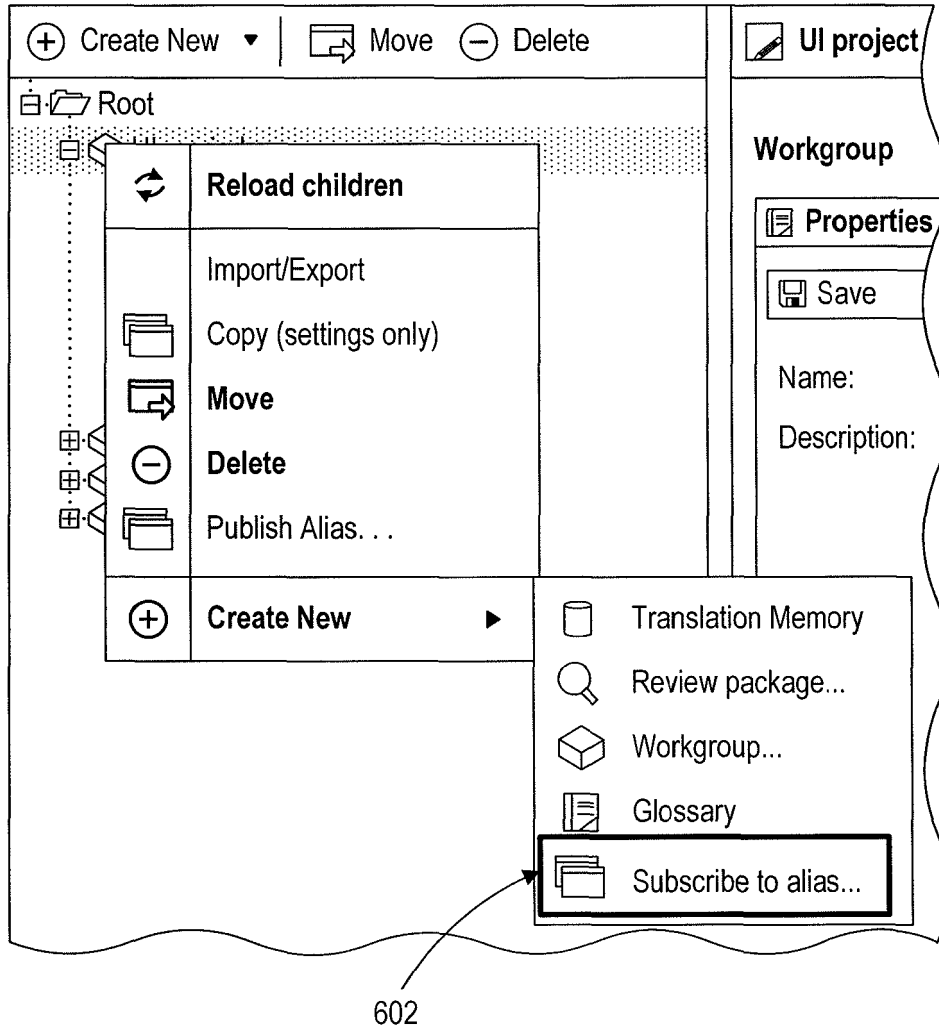 Create New Move Delete
UI project
Root
Workgroup
Reload children
Properties
Import/Export
Save
Copy (settings only)
Name:
Move
Description:
Delete
Publish Alias. . .
Create New
Translation Memory
Review package...
Workgroup...
Glossary
Subscribe to alias...
602